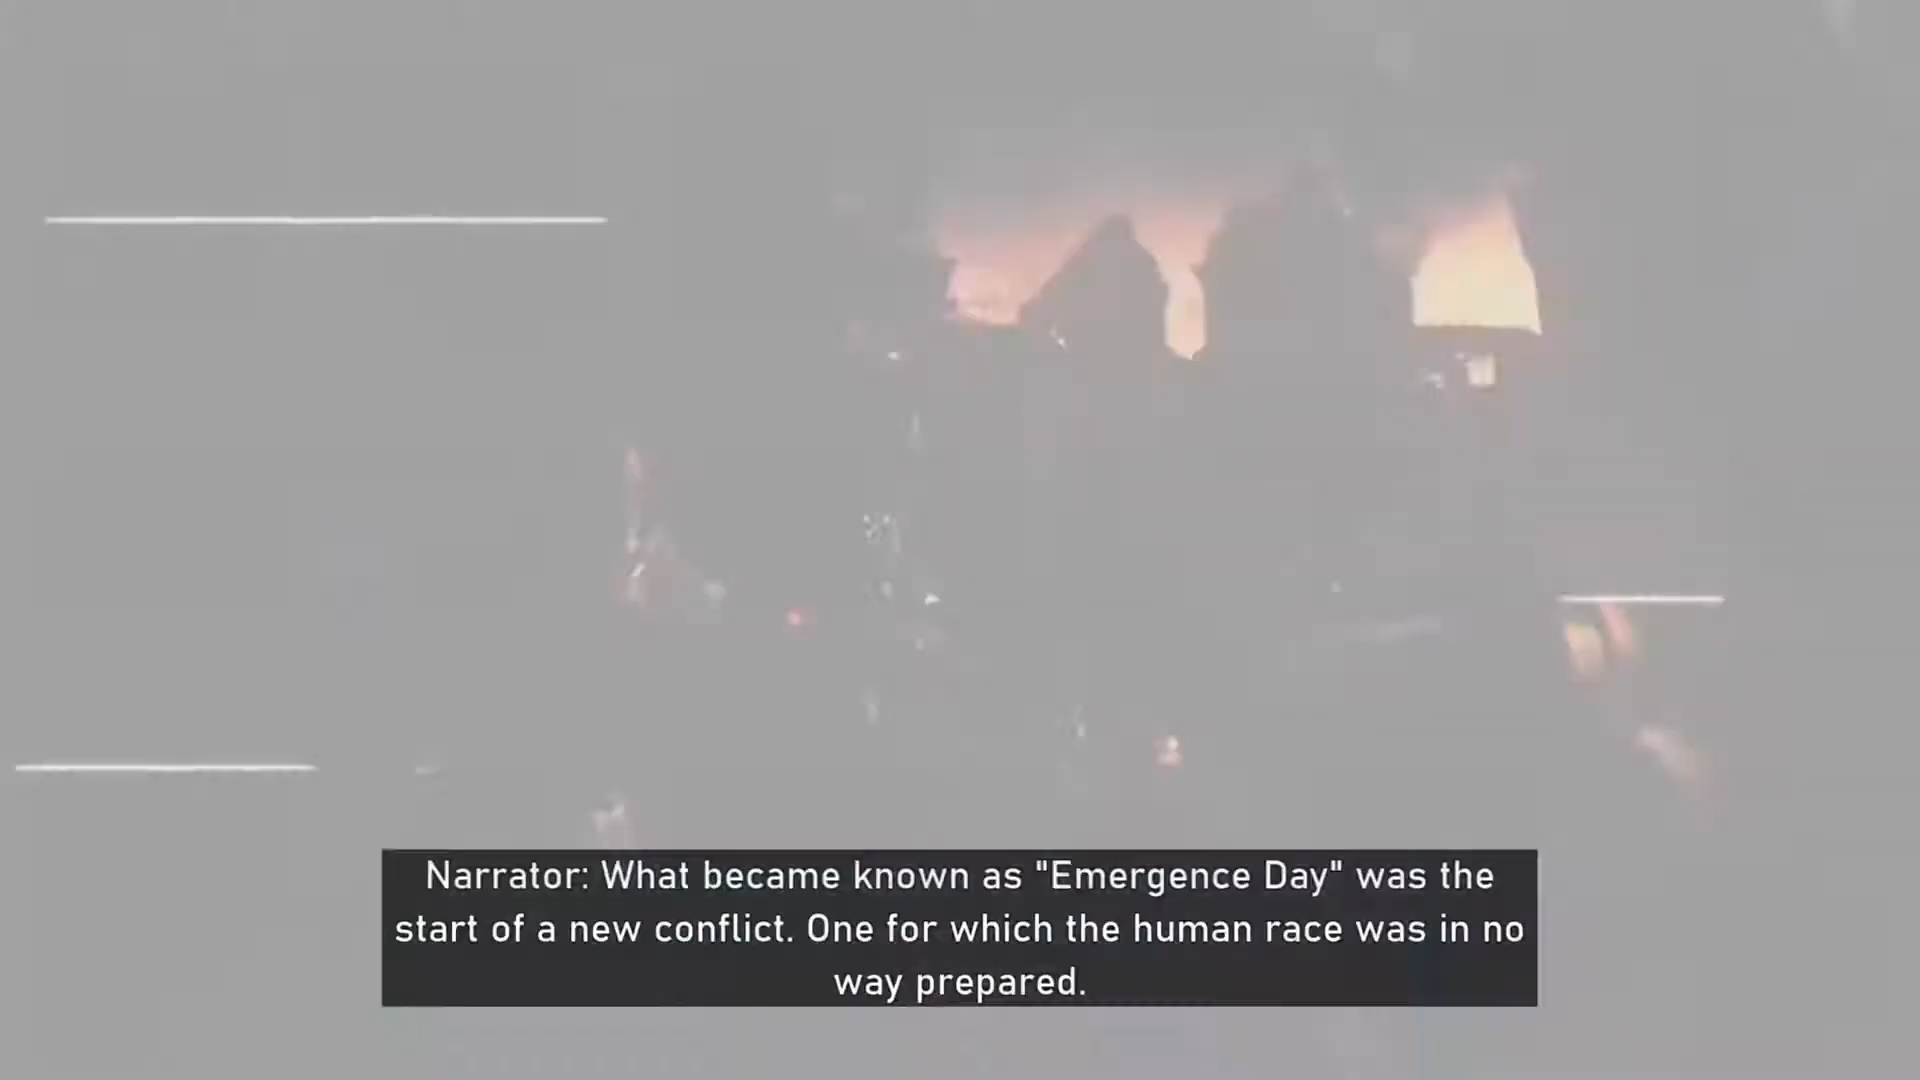 Narrator: What became known as "Emergence Day" was the
start of a new conflict. One for which the human race was in no
way prepared.